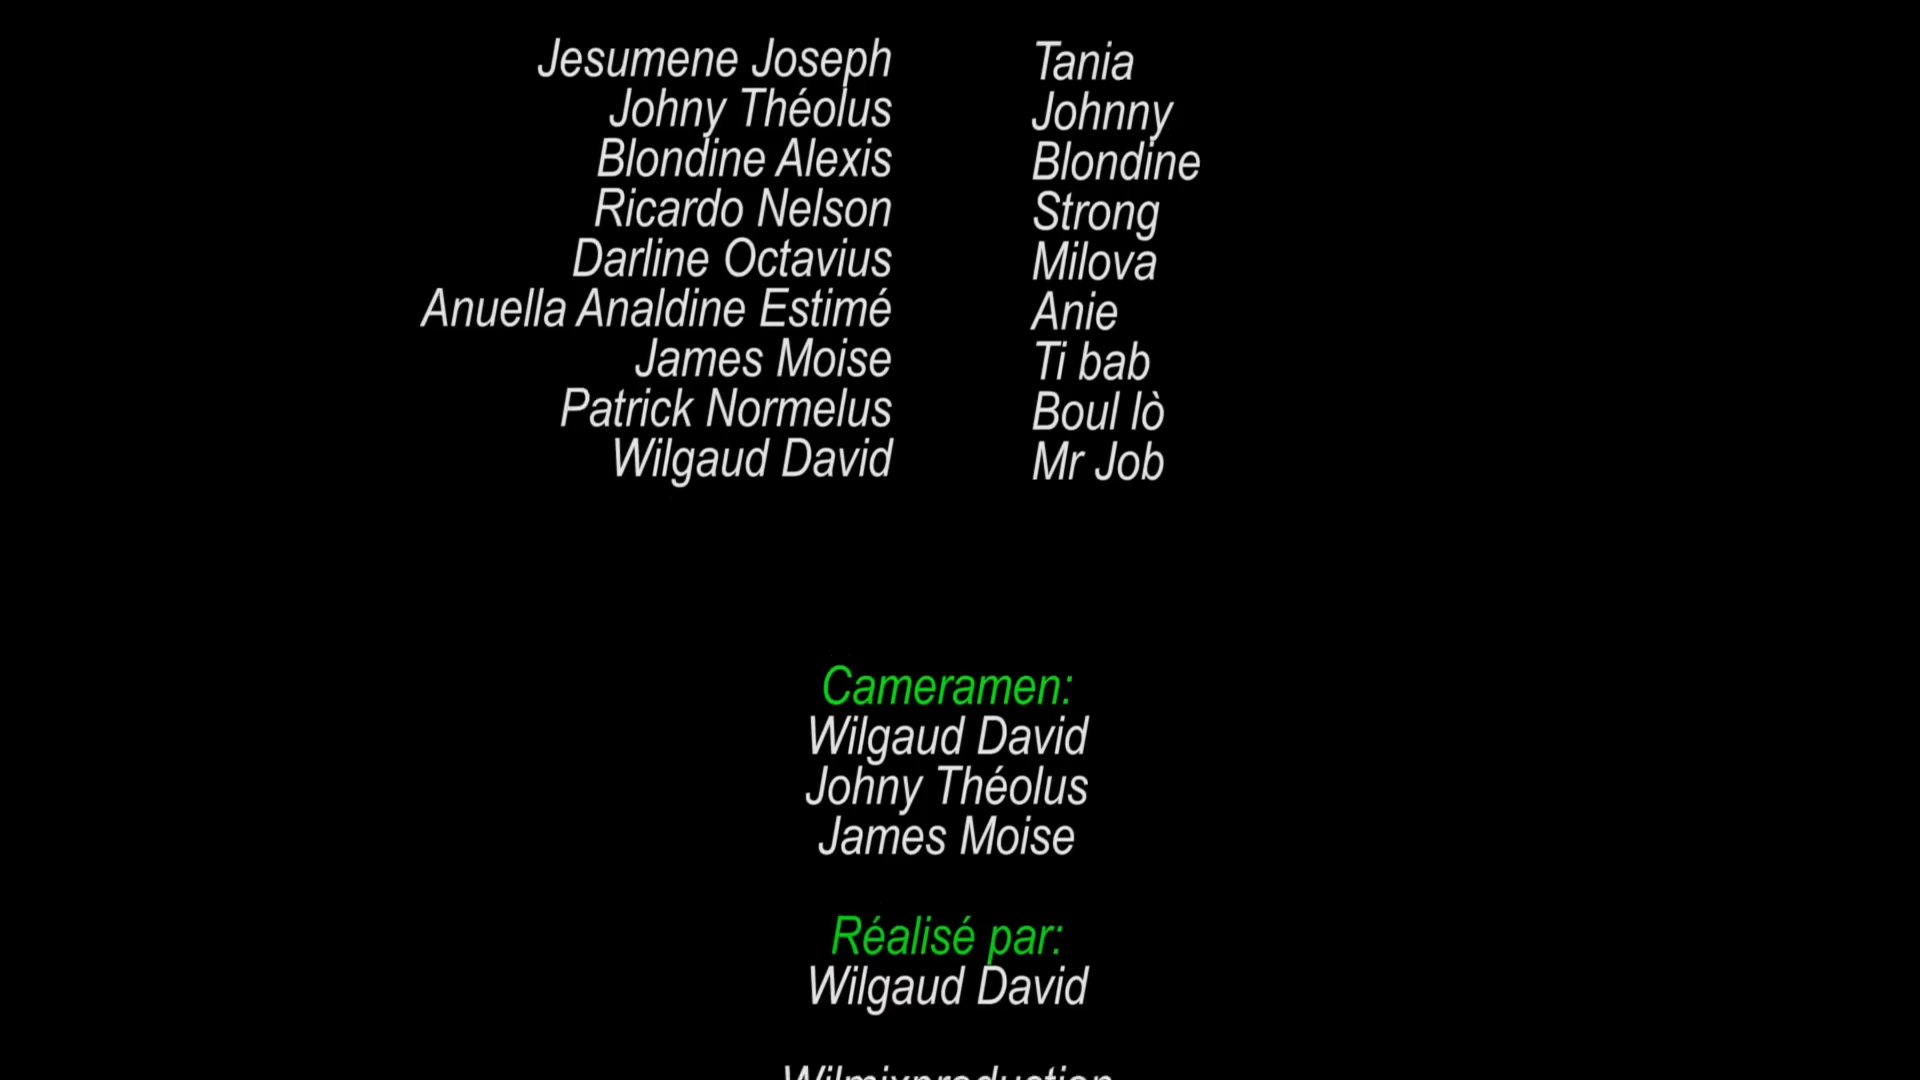 Jesumene Joseph Tania
Johny Théolus Johnny
Blondine Alexis Blondine
Ricardo Nelson Strong
Darline Octavius Milova
Anuella Analdine Estimé Anie
James Moise Ti bab
Patrick Normelus Boul lò
Wilgaud David Mr Job
Cameramen:
Wilgaud David
Johny Théolus
James Moise
Réalisé par:
Wilgaud David
Wilmixproduction